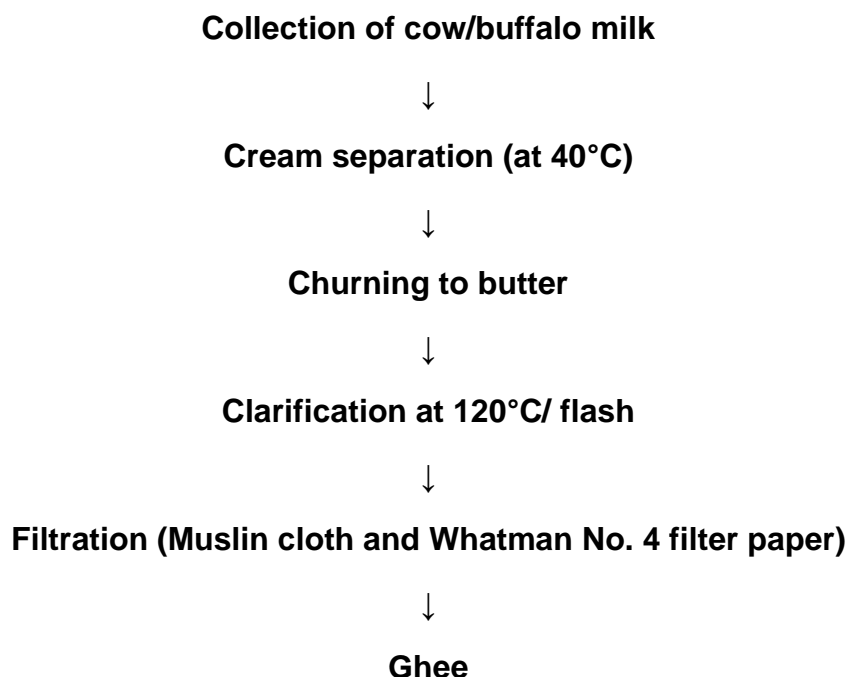 Collection of cow/buffalo milk
↓
Cream separation (at 40°C)
↓
Churning to butter
↓
Clarification at 120°C/ flash
↓
Filtration (Muslin cloth and Whatman No. 4 filter paper)
↓
Ghee